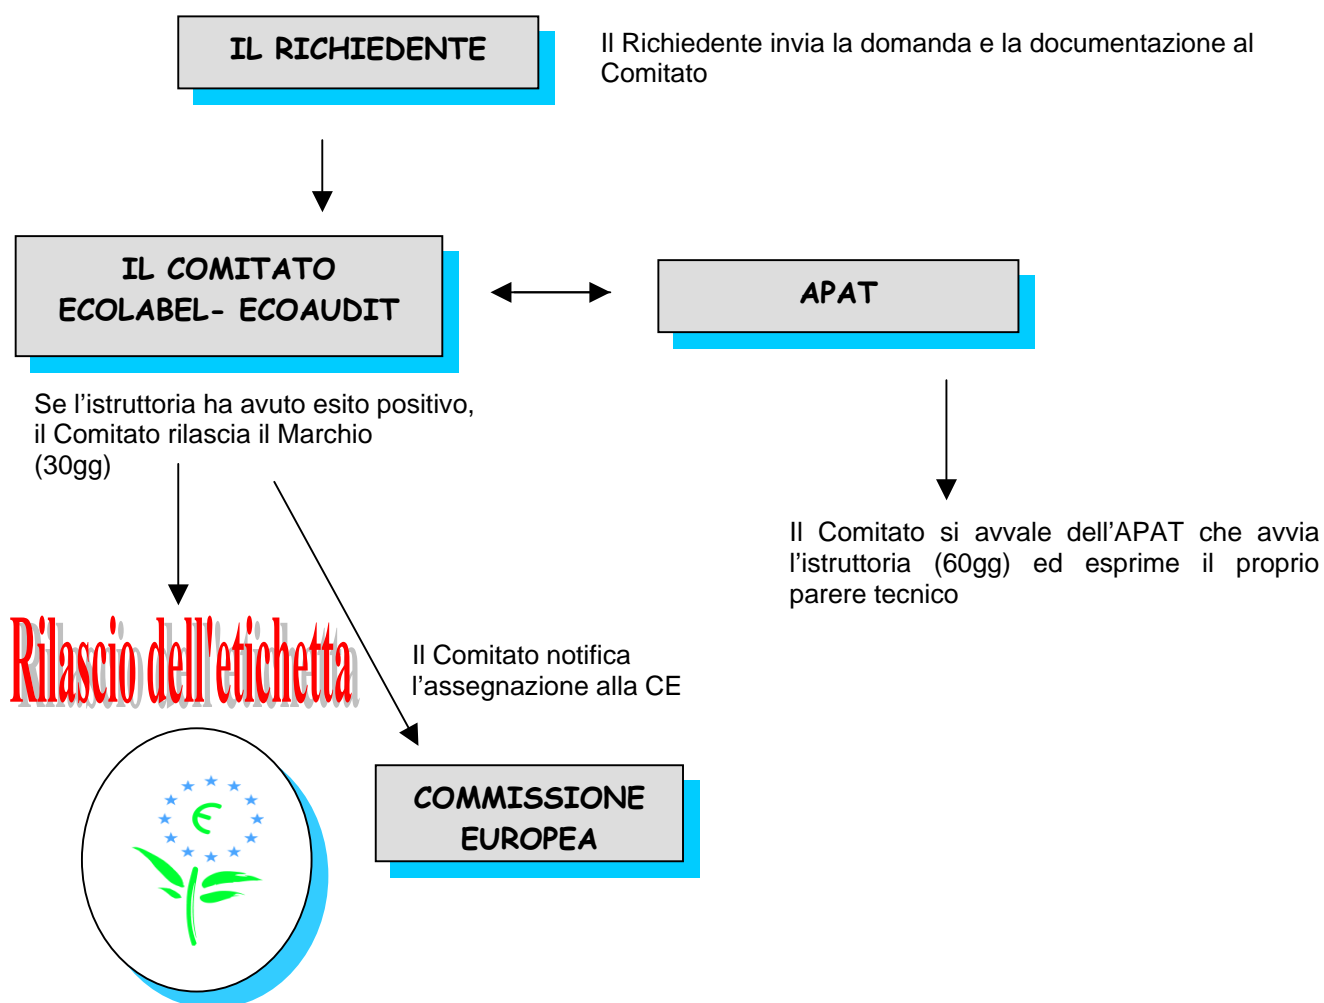 IL RICHIEDENTE
Il Richiedente invia la domanda e la documentazione al
Comitato
IL COMITATO
ECOLABEL- ECOAUDIT
APAT
Se l’istruttoria ha avuto esito positivo,
il Comitato rilascia il Marchio
(30gg)
Il Comitato si avvale dell’APAT che avvia
l’istruttoria (60gg) ed esprime il proprio
parere tecnico
Rilascio dell'etichetta
Il Comitato notifica
l’assegnazione alla CE
COMMISSIONE
EUROPEA